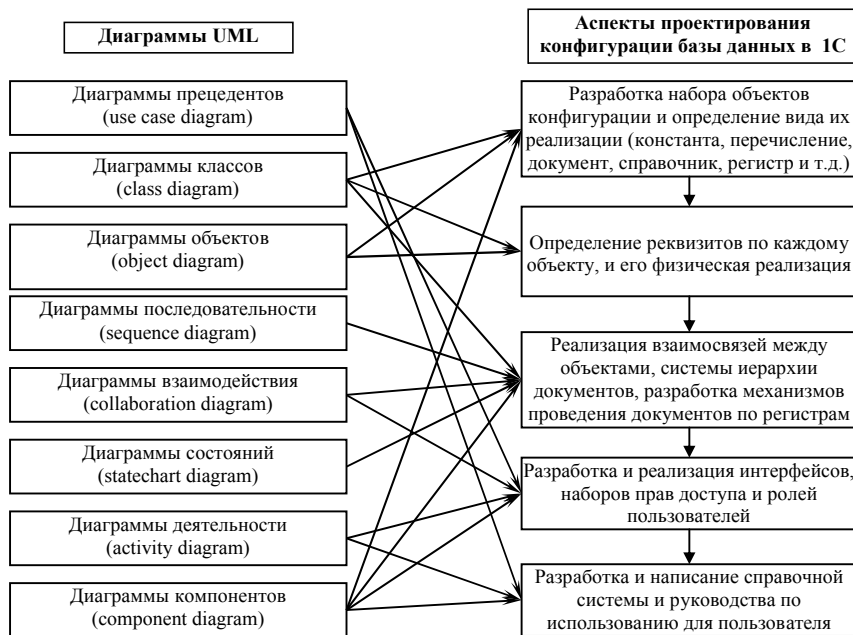 Диаграммы UML
Диаграммы прецедентов
(use case diagram)
Диаграммы классов
(class diagram)
Диаграммы объектов
(object diagram)
Диаграммы последовательности
(sequence diagram)
Диаграммы взаимодействия
(collaboration diagram)
Диаграммы состояний
(statechart diagram)
Диаграммы деятельности
(activity diagram)
Диаграммы компонентов
(component diagram)
Аспекты проектирования
конфигурации базы данных в 1С
Разработка набора объектов
конфигурации и определение вида их
реализации (константа, перечисление,
документ, справочник, регистр и т.д.)
Определение реквизитов по каждому
объекту, и его физическая реализация
Реализация взаимосвязей между
объектами, системы иерархии
документов, разработка механизмов
проведения документов по регистрам
Разработка и реализация интерфейсов,
наборов прав доступа и ролей
пользователей
Разработка и написание справочной
системы и руководства по
использованию для пользователя